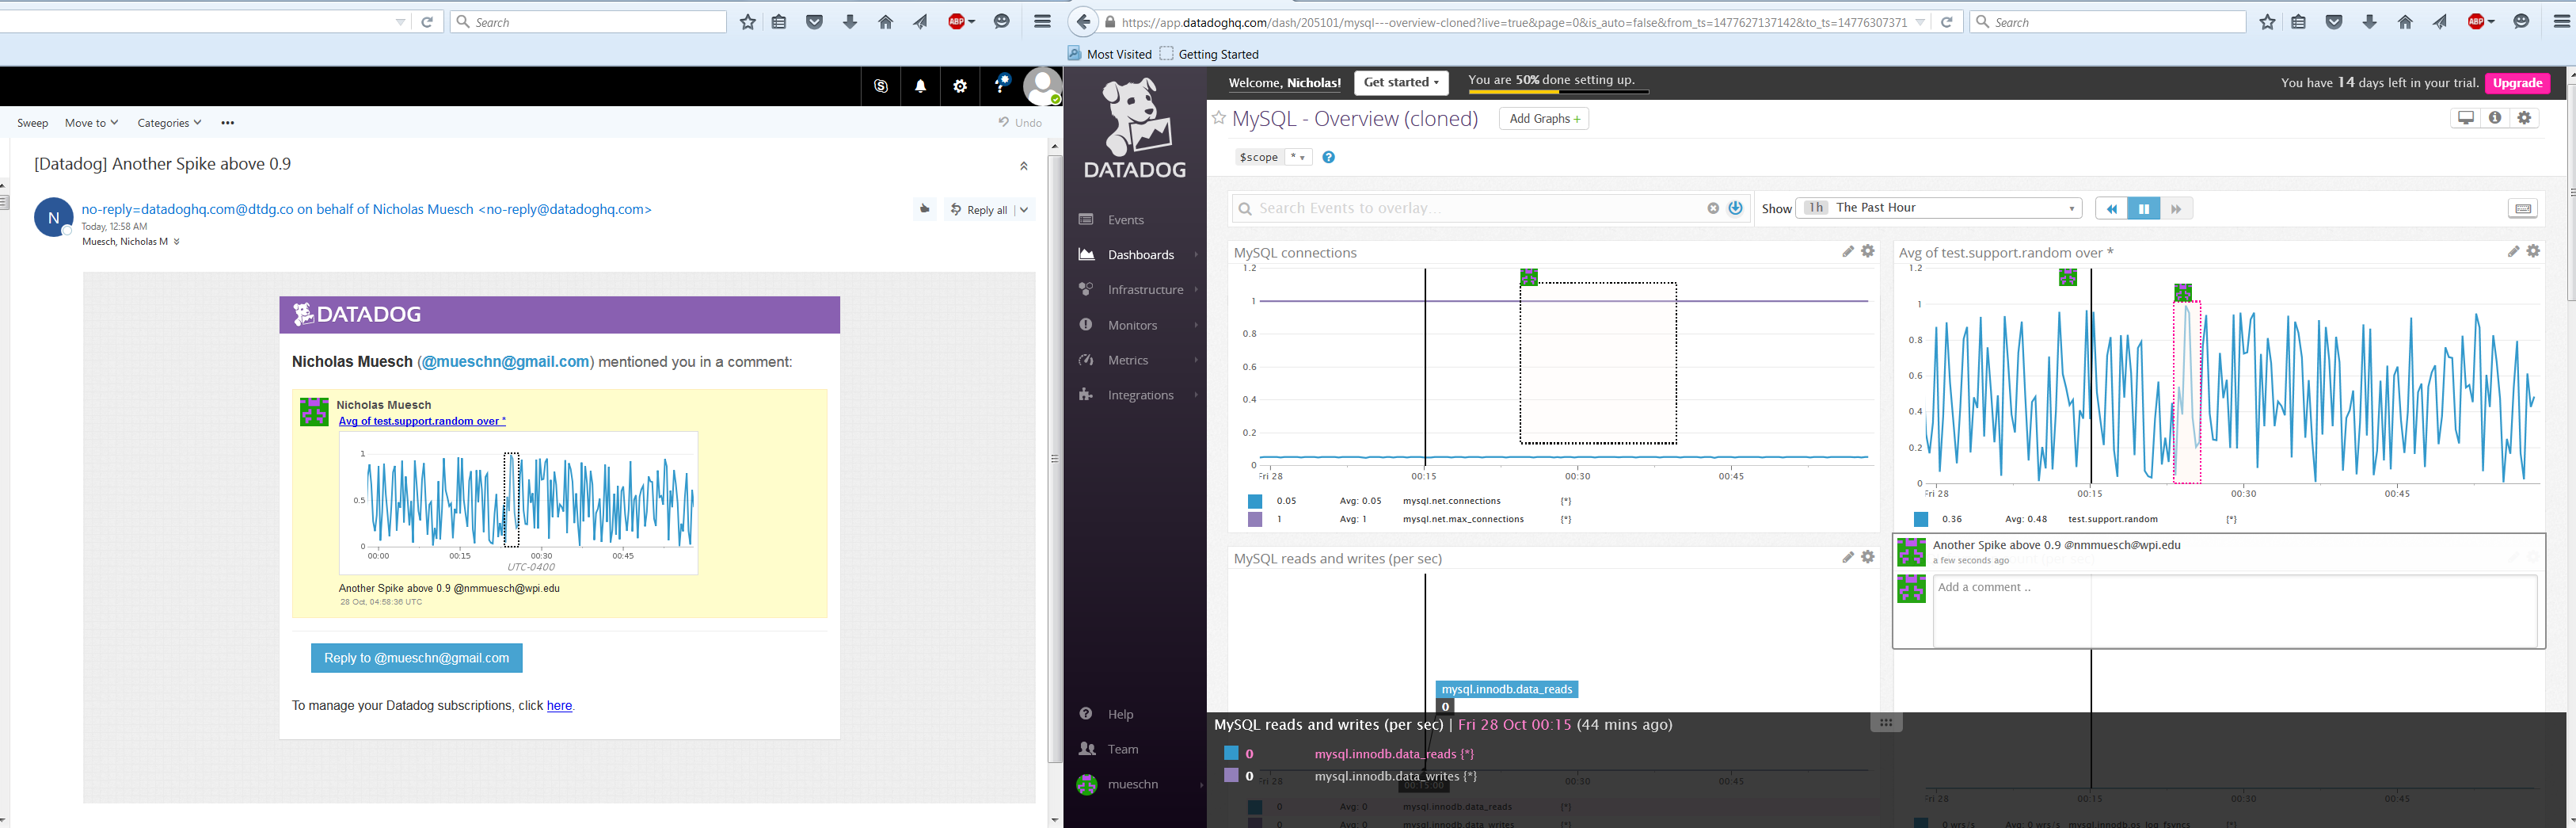 Search
Sweep Move to Categories ••• Undo
[Datadog] Another Spike above 0.9
N
no-reply=datadoghq.com@dtdg.co on behalf of Nicholas Muesch <no-reply@datadoghq.com>
Reply all
Today, 12:58 AM
Muesch, Nicholas M
DATADOG
Nicholas Muesch (@mueschn@gmail.com) mentioned you in a comment:
Nicholas Muesch
Avg of test.support.random over *
1
0.5
0
00:00 00:15 00:30 00:45
UTC-0400
Another Spike above 0.9 @nmmuesch@wpi.edu
28 Oct, 04:58:36 UTC
Reply to @mueschn@gmail.com
To manage your Datadog subscriptions, click here.
ABP
https://app.datadoghq.com/dash/205101/mysql---overview-cloned?live=true&page=0&is_auto=false&from_ts=1477627137142&to_ts=14776307371
Search
ABP
Most Visited Getting Started
DATADOG
Events
Dashboards
Infrastructure
Monitors
Metrics
Integrations
Help
Team
mueschn
Welcome, Nicholas! Get started You are 50% done setting up. You have 14 days left in your trial. Upgrade
MySQL - Overview (cloned) Add Graphs +
$scope *
Search Events to overlay... Show 1h The Past Hour
MySQL connections
1.2
1
0.8
0.6
0.4
0.2
0
Fri 28 00:15 00:30 00:45
0.05 Avg: 0.05 mysql.net.connections {*}
1 Avg: 1 mysql.net.max_connections {*}
Avg of test.support.random over *
1.2
1
0.8
0.6
0.4
0.2
0
Fri 28 00:15 00:30 00:45
0.36 Avg: 0.48 test.support.random {*}
Another Spike above 0.9 @nmmuesch@wpi.edu
a few seconds ago
Add a comment ..
MySQL reads and writes (per sec)
mysql.innodb.data_reads
0
MySQL reads and writes (per sec) | Fri 28 Oct 00:15 (44 mins ago)
0 mysql.innodb.data_reads {*}
0 mysql.innodb.data_writes {*}
Fri 28 00:15:00 00:30 00:45
Fri 28 00:15 00:30 00:45
0 Avg: 0 mysql.innodb.data_reads {*}
0 Avg: 0 mysql.innodb.data_writes {*}
0 wrs/s Avg: 0 wrs/s mysql.innodb.os_log_fsyncs {*}